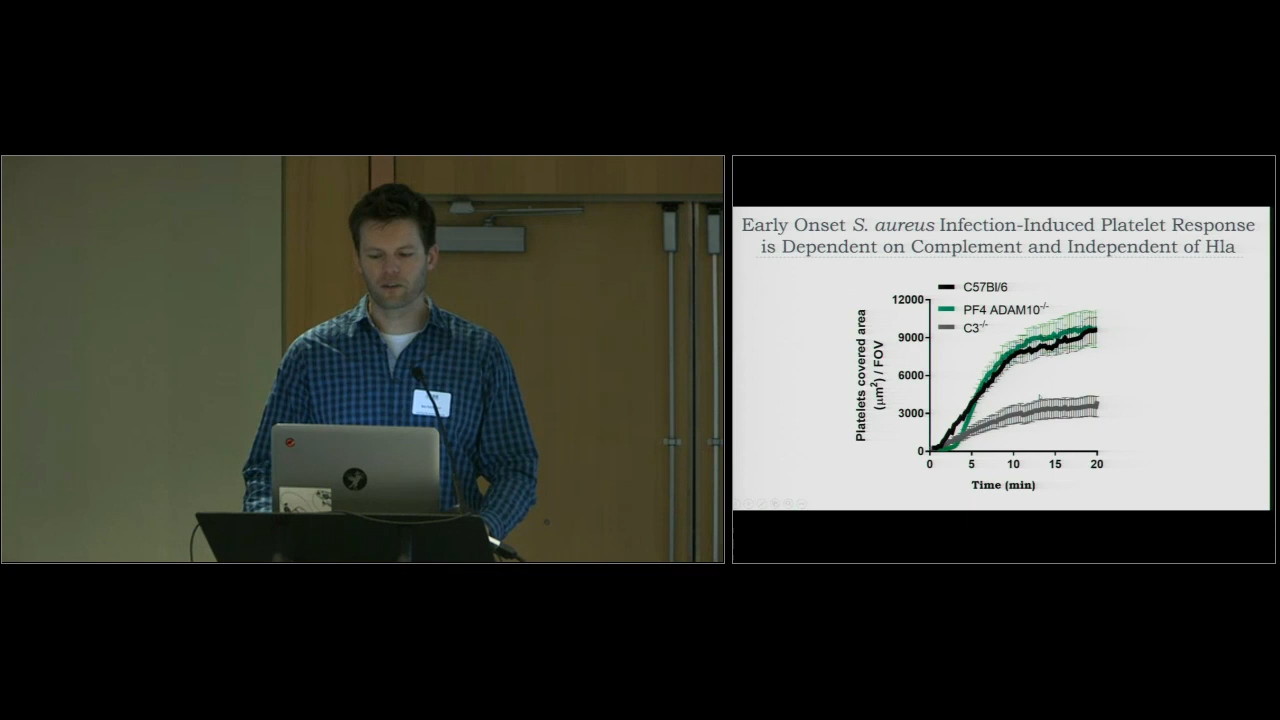 Early Onset S. aureus Infection-Induced Platelet Response
is Dependent on Complement and Independent of Hla
C57Bl/6
PF4 ADAM10-/-
C3-/-
Platelets covered area
(µm²) / FOV
12000
9000
6000
3000
0
0 5 10 15 20
Time (min)